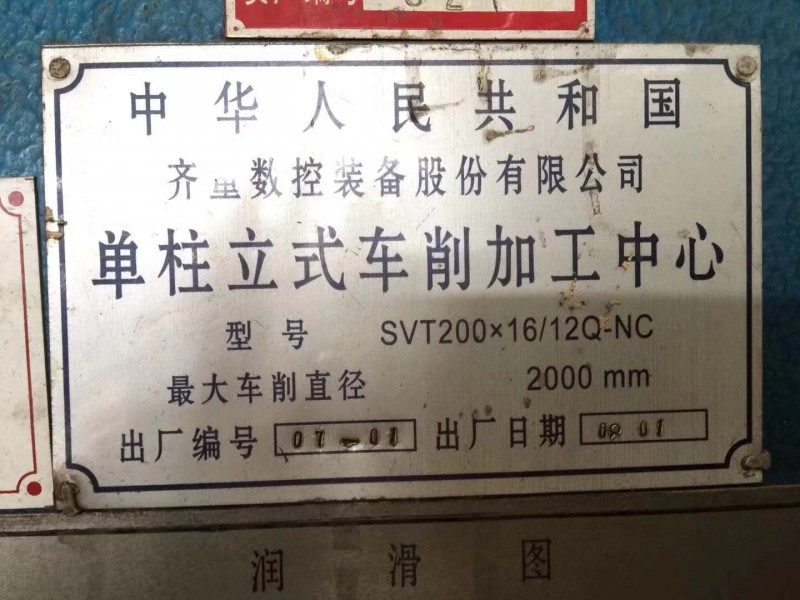 中华人民共和国
齐重数控装备股份有限公司
单柱立式车削加工中心
型号 SVT200×16/12Q-NC
最大车削直径 2000 mm
出厂编号 07-01 出厂日期 08 01
润滑图